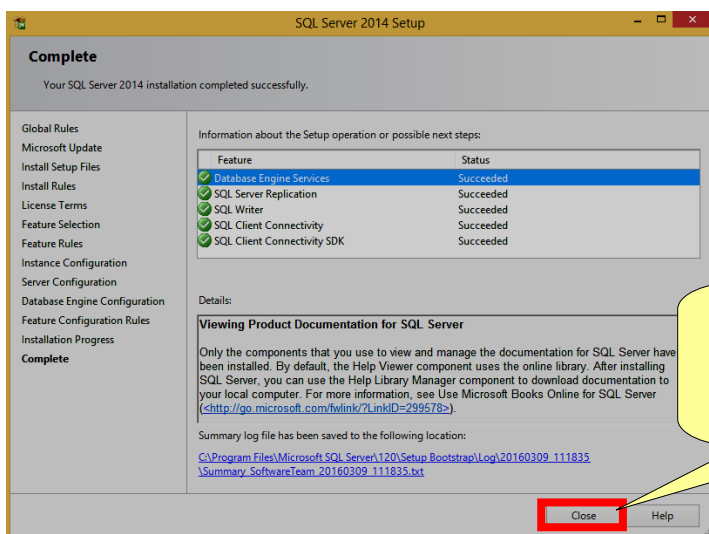 SQL Server 2014 Setup
Complete
Your SQL Server 2014 installation completed successfully.
Global Rules
Microsoft Update
Install Setup Files
Install Rules
License Terms
Feature Selection
Feature Rules
Instance Configuration
Server Configuration
Database Engine Configuration
Feature Configuration Rules
Installation Progress
Complete
Information about the Setup operation or possible next steps:
Feature Status
Database Engine Services Succeeded
SQL Server Replication Succeeded
SQL Writer Succeeded
SQL Client Connectivity Succeeded
SQL Client Connectivity SDK Succeeded
Details:
Viewing Product Documentation for SQL Server
Only the components that you use to view and manage the documentation for SQL Server have
been installed. By default, the Help Viewer component uses the online library. After installing
SQL Server, you can use the Help Library Manager component to download documentation to
your local computer. For more information, see Use Microsoft Books Online for SQL Server
(<http://go.microsoft.com/fwlink/?LinkID=299578>).
Summary log file has been saved to the following location:
C:\Program Files\Microsoft SQL Server\120\Setup Bootstrap\Log\20160309_111835
\Summary_SoftwareTeam_20160309_111835.txt
Close Help